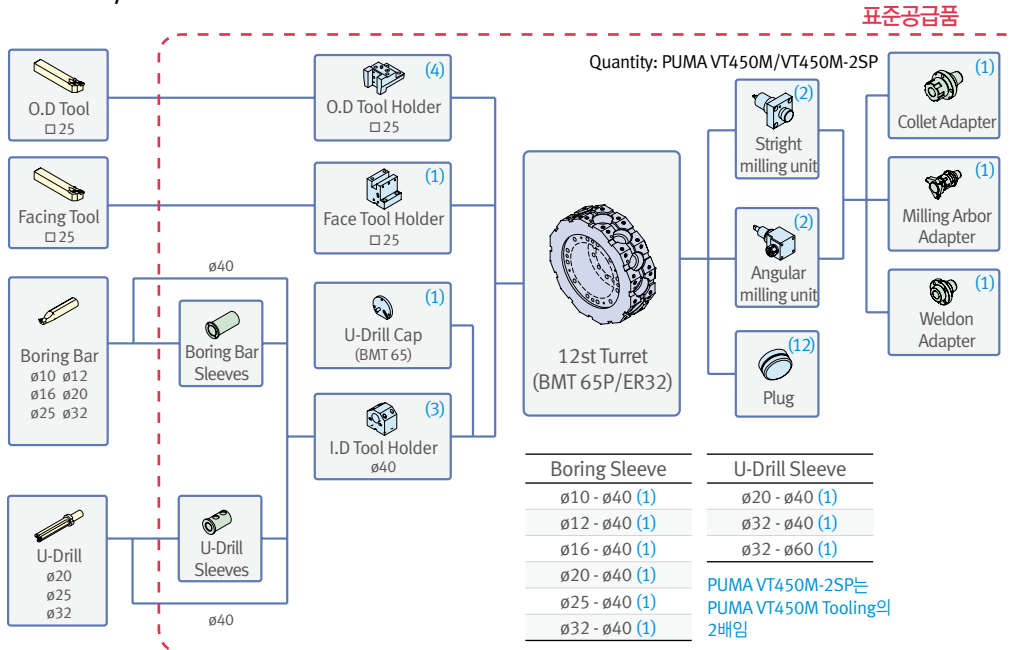 표준공급품
Quantity: PUMA VT450M/VT450M-2SP
O.D Tool
□ 25
(4)
O.D Tool Holder
□ 25
(2)
Stright
milling unit
(1)
Collet Adapter
Facing Tool
□ 25
(1)
Face Tool Holder
□ 25
(2)
Angular
milling unit
(1)
Milling Arbor
Adapter
ø40
Boring Bar
ø10 ø12
ø16 ø20
ø25 ø32
Boring Bar
Sleeves
(1)
U-Drill Cap
(BMT 65)
12st Turret
(BMT 65P/ER32)
(12)
Plug
(1)
Weldon
Adapter
(3)
I.D Tool Holder
ø40
U-Drill
ø20
ø25
ø32
U-Drill
Sleeves
ø40
Boring Sleeve
ø10 - ø40 (1)
ø12 - ø40 (1)
ø16 - ø40 (1)
ø20 - ø40 (1)
ø25 - ø40 (1)
ø32 - ø40 (1)
U-Drill Sleeve
ø20 - ø40 (1)
ø32 - ø40 (1)
ø32 - ø60 (1)
PUMA VT450M-2SP는
PUMA VT450M Tooling의
2배임